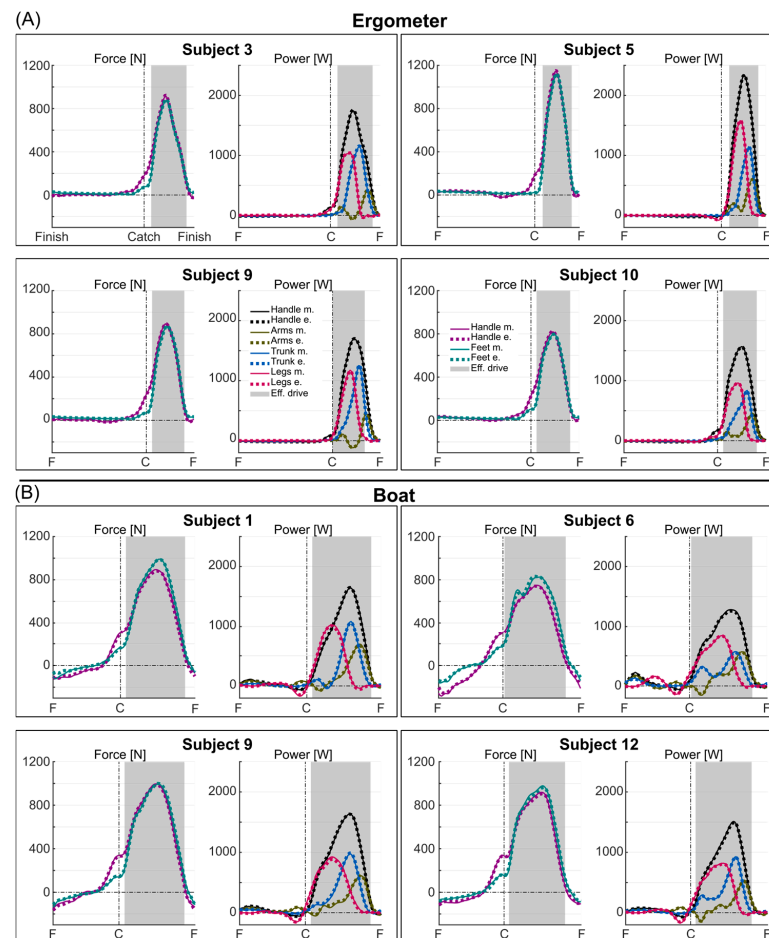 (A)
Ergometer
Subject 3
Force [N]
Power [W]
1200
800
400
0
Finish
Catch
Finish
2000
1000
0
F
C
F
Subject 5
Force [N]
Power [W]
1200
800
400
0
F
C
F
2000
1000
0
F
C
F
Subject 9
Force [N]
Power [W]
1200
800
400
0
F
C
F
2000
1000
0
Handle m.
Handle e.
Arms m.
Arms e.
Trunk m.
Trunk e.
Legs m.
Legs e.
Eff. drive
F
C
F
Subject 10
Force [N]
Power [W]
1200
800
400
0
Handle m.
Handle e.
Feet m.
Feet e.
Eff. drive
F
C
F
2000
1000
0
F
C
F
(B)
Boat
Subject 1
Force [N]
Power [W]
1200
800
400
0
F
C
F
2000
1000
0
F
C
F
Subject 6
Force [N]
Power [W]
1200
800
400
0
F
C
F
2000
1000
0
F
C
F
Subject 9
Force [N]
Power [W]
1200
800
400
0
F
C
F
2000
1000
0
F
C
F
Subject 12
Force [N]
Power [W]
1200
800
400
0
F
C
F
2000
1000
0
F
C
F